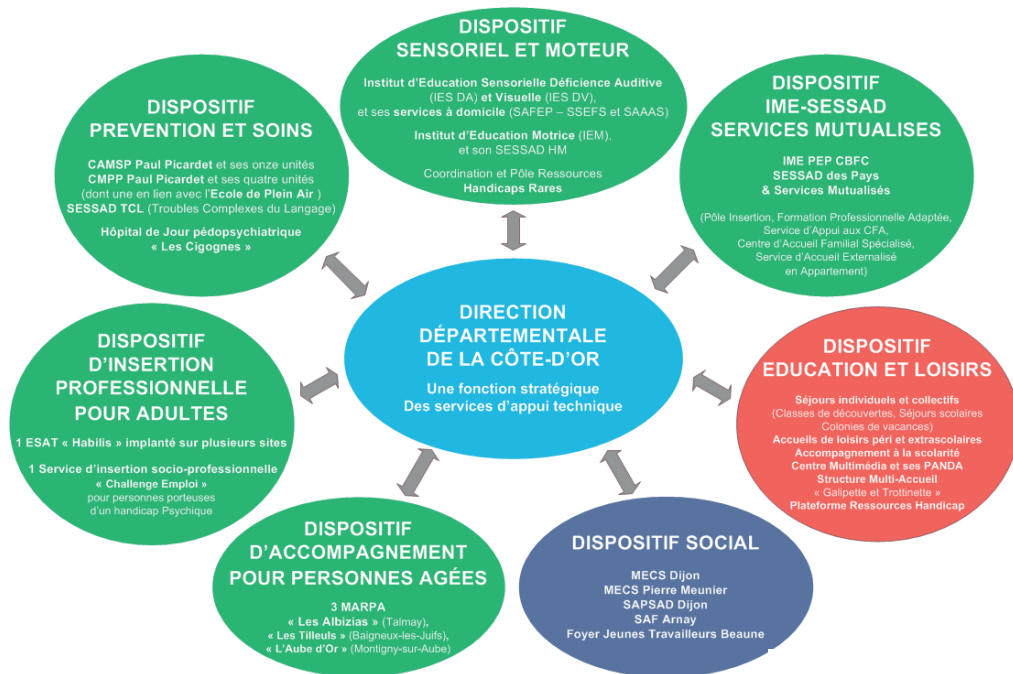 DISPOSITIF
SENSORIEL ET MOTEUR
Institut d'Education Sensorielle Déficience Auditive
(IES DA) et Visuelle (IES DV),
et ses services à domicile (SAFEP – SSEFS et SAAAS)
Institut d'Education Motrice (IEM),
et son SESSAD HM
Coordination et Pôle Ressources
Handicaps Rares
DISPOSITIF
PREVENTION ET SOINS
CAMSP Paul Picardet et ses onze unités
CMPP Paul Picardet et ses quatre unités
(dont une en lien avec l'Ecole de Plein Air )
SESSAD TCL (Troubles Complexes du Langage)
Hôpital de Jour pédopsychiatrique
« Les Cigognes »
DISPOSITIF
IME-SESSAD
SERVICES MUTUALISES
IME PEP CBFC
SESSAD des Pays
& Services Mutualisés
(Pôle Insertion, Formation Professionnelle Adaptée,
Service d'Appui aux CFA,
Centre d'Accueil Familial Spécialisé,
Service d'Accueil Externalisé
en Appartement)
DIRECTION
DÉPARTEMENTALE
DE LA CÔTE-D'OR
Une fonction stratégique
Des services d'appui technique
DISPOSITIF
D'INSERTION
PROFESSIONNELLE
POUR ADULTES
1 ESAT « Habilis » implanté sur plusieurs sites
1 Service d'insertion socio-professionnelle
« Challenge Emploi »
pour personnes porteuses
d'un handicap Psychique
DISPOSITIF
EDUCATION ET LOISIRS
Séjours individuels et collectifs
(Classes de découvertes, Séjours scolaires
Colonies de vacances)
Accueils de loisirs péri et extrascolaires
Accompagnement à la scolarité
Centre Multimédia et ses PANDA
Structure Multi-Accueil
« Galipette et Trottinette »
Plateforme Ressources Handicap
DISPOSITIF
D'ACCOMPAGNEMENT
POUR PERSONNES AGÉES
3 MARPA
« Les Albizias » (Talmay),
« Les Tilleuls » (Baigneux-les-Juifs),
« L'Aube d'Or » (Montigny-sur-Aube)
DISPOSITIF SOCIAL
MECS Dijon
MECS Pierre Meunier
SAPSAD Dijon
SAF Arnay
Foyer Jeunes Travailleurs Beaune